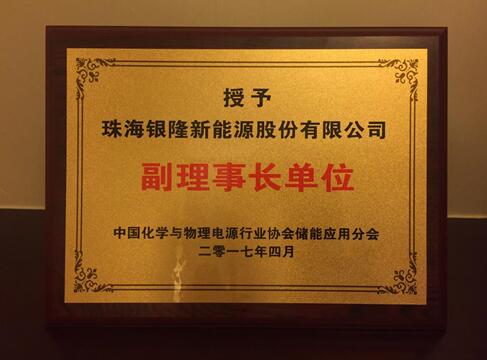 授予
珠海银隆新能源股份有限公司
副理事长单位
中国化学与物理电源行业协会储能应用分会
二零一七年四月